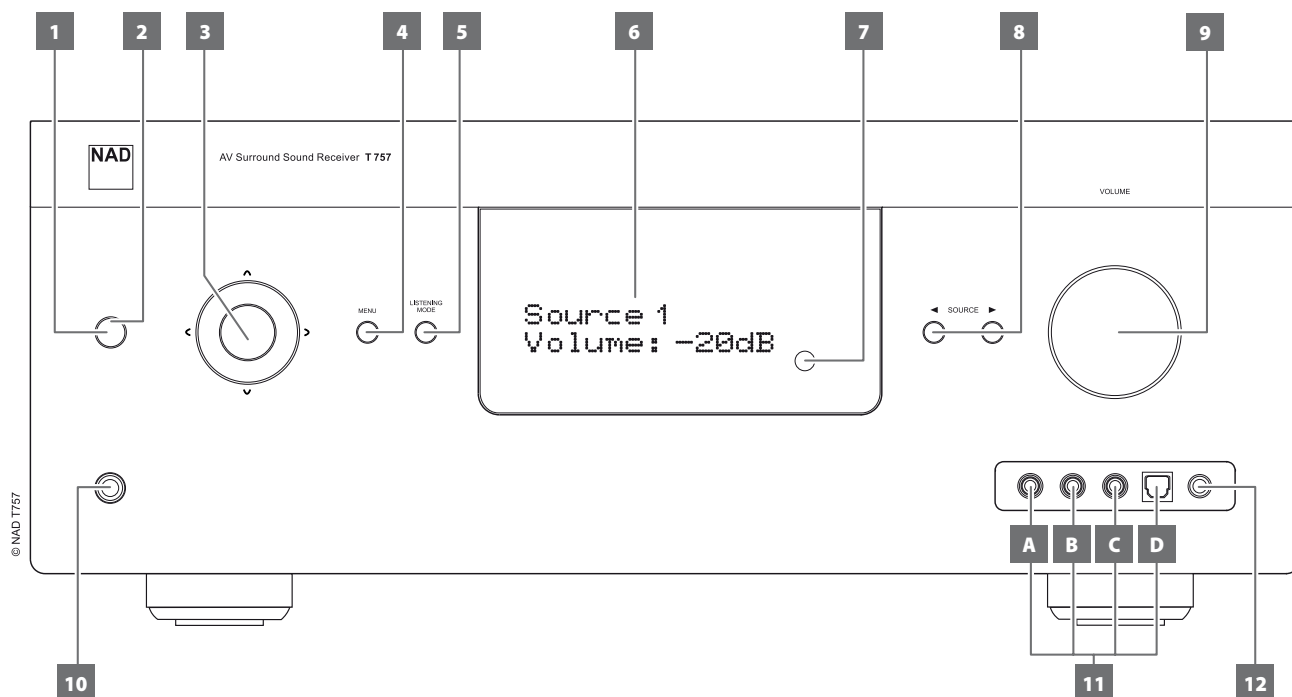 1 2 3 4 5 6 7 8 9
NAD
AV Surround Sound Receiver T 757
VOLUME
MENU
LISTENING
MODE
Source 1
Volume: -20dB
◄ SOURCE ►
© NAD T757
A B C D
10 11 12